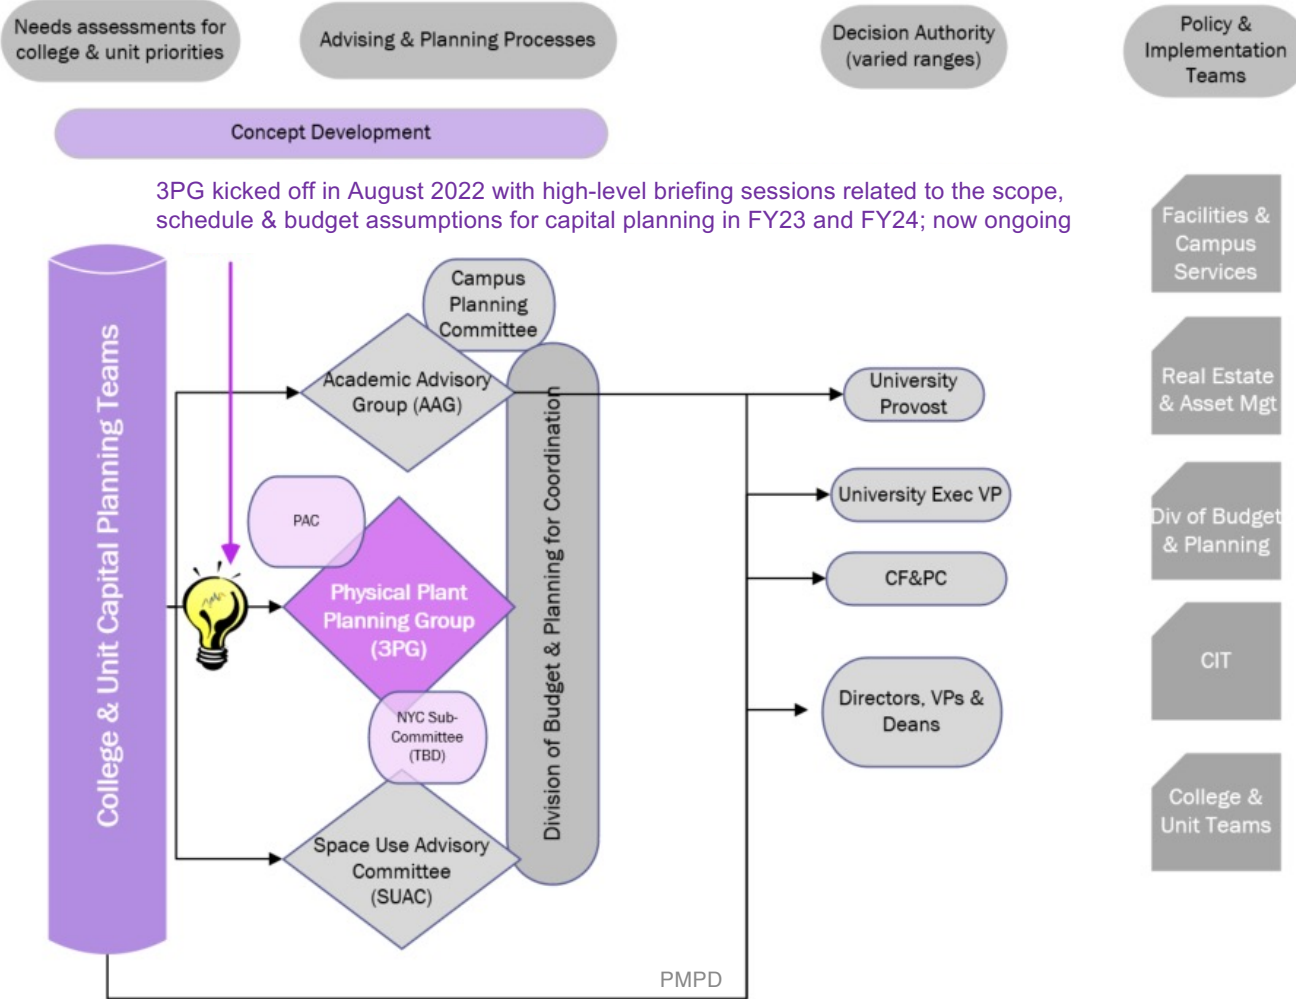 Needs assessments for
college & unit priorities
Advising & Planning Processes
Decision Authority
(varied ranges)
Policy &
Implementation
Teams
Concept Development
3PG kicked off in August 2022 with high-level briefing sessions related to the scope,
schedule & budget assumptions for capital planning in FY23 and FY24; now ongoing
College & Unit Capital Planning Teams
Campus
Planning
Committee
Academic Advisory
Group (AAG)
PAC
Physical Plant
Planning Group
(3PG)
NYC Sub-
Committee
(TBD)
Space Use Advisory
Committee
(SUAC)
Division of Budget & Planning for Coordination
University
Provost
University Exec VP
CF&PC
Directors, VPs &
Deans
Facilities &
Campus
Services
Real Estate
& Asset Mgt
Div of Budget
& Planning
CIT
College &
Unit Teams
PMPD